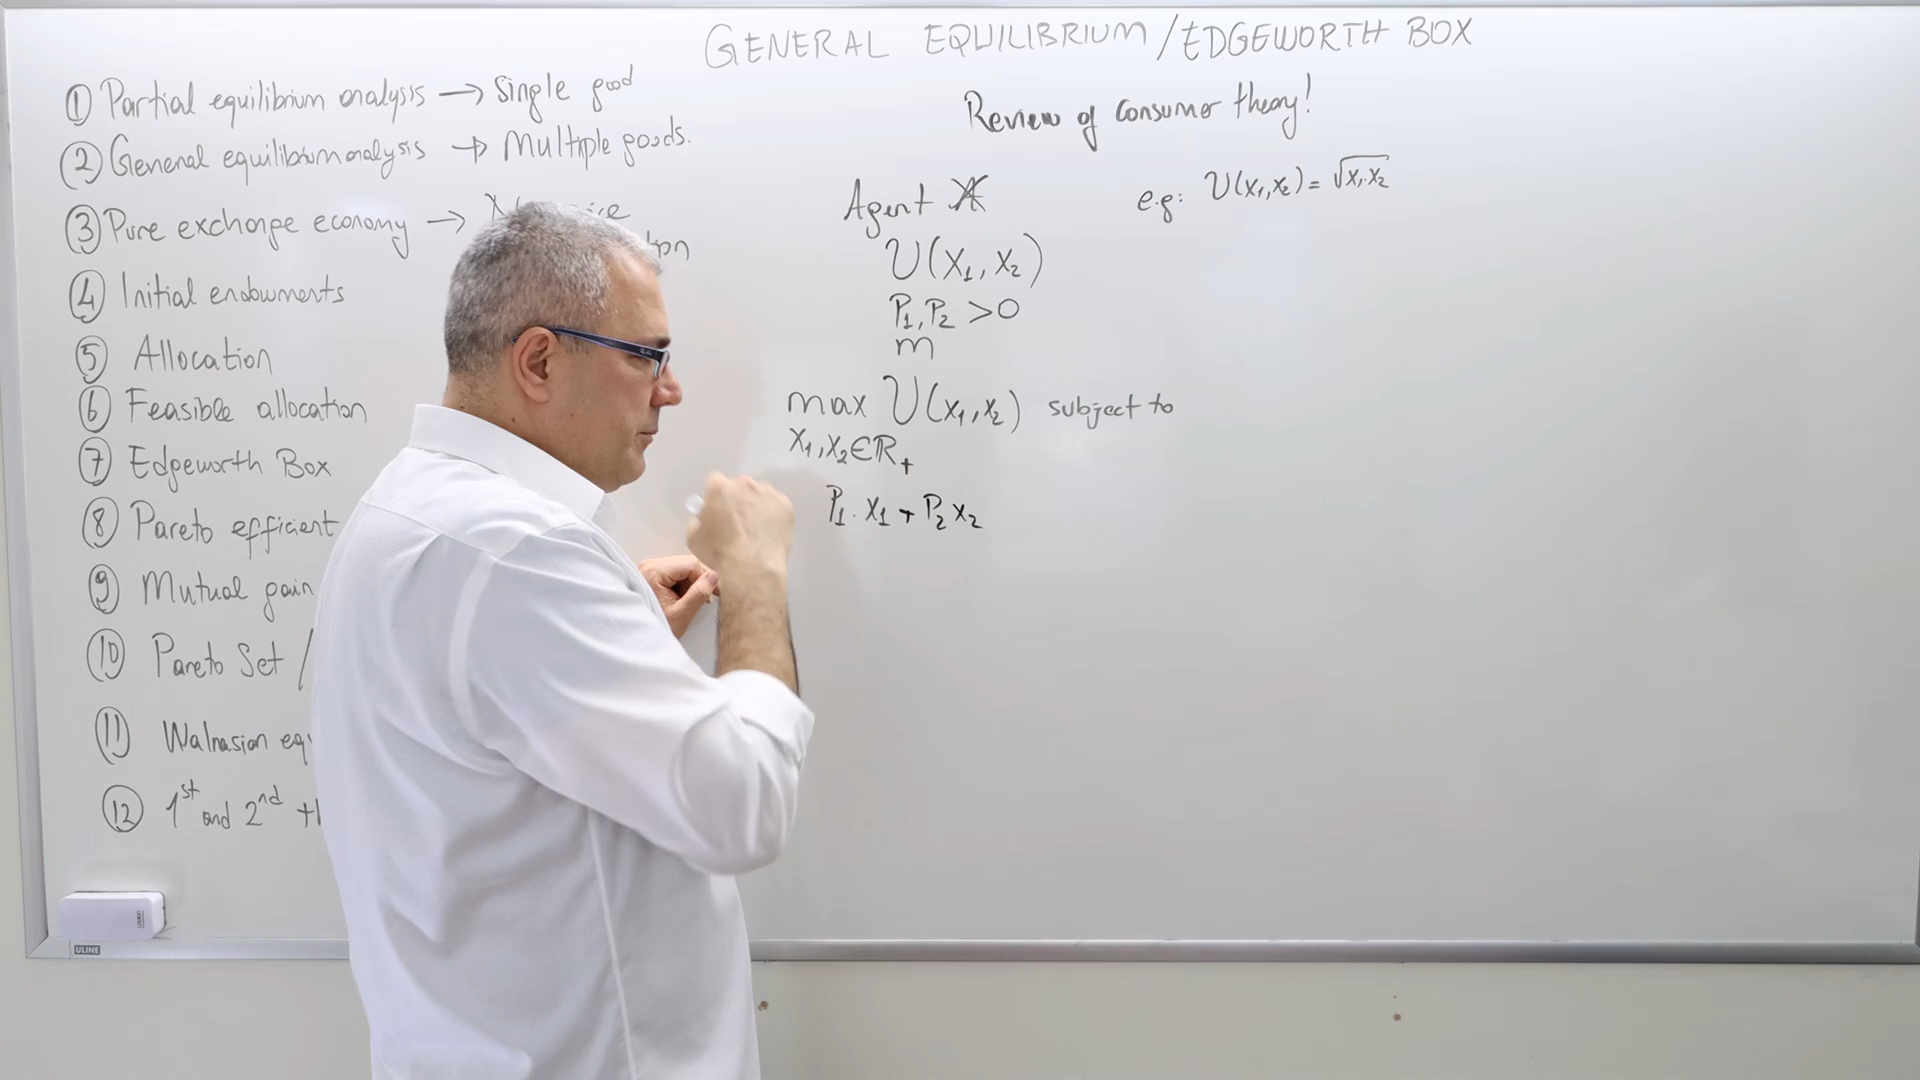 GENERAL EQUILIBRIUM / EDGEWORTH BOX
① Partial equilibrium analysis → Single good
② General equilibrium analysis → Multiple goods.
③ Pure exchange economy →
④ Initial endowments
⑤ Allocation
⑥ Feasible allocation
⑦ Edgeworth Box
⑧ Pareto efficient
⑨ Mutual gain
⑩ Pareto Set /
⑪ Walrasian
⑫ 1st and 2nd
ULINE
Review of consumer theory!
Agent
e.g: U(x₁,x₂) = √x₁.x₂
U(x₁, x₂)
P₁, P₂ > 0
m
max U(x₁,x₂) subject to
x₁,x₂∈ℝ₊
P₁. x₁ + P₂ x₂